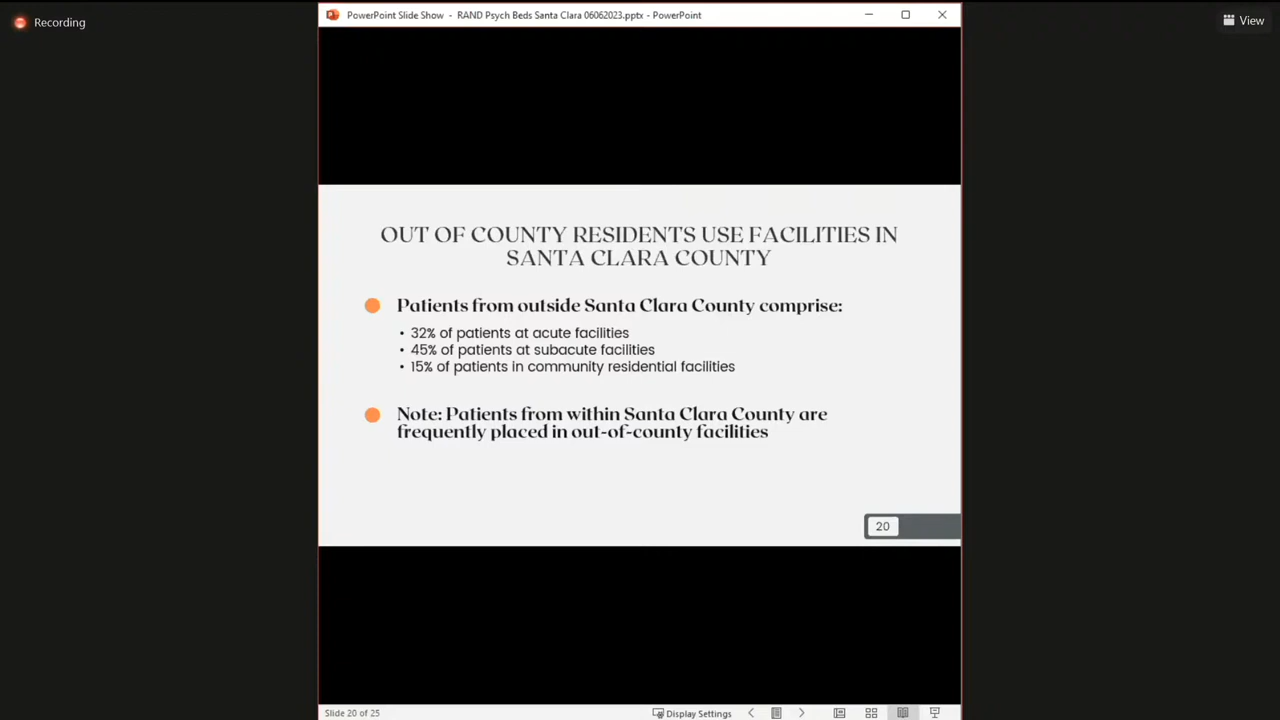 Recording
PowerPoint Slide Show - RAND Psych Beds Santa Clara 06062023.pptx - PowerPoint
View
OUT OF COUNTY RESIDENTS USE FACILITIES IN
SANTA CLARA COUNTY
Patients from outside Santa Clara County comprise:
• 32% of patients at acute facilities
• 45% of patients at subacute facilities
• 15% of patients in community residential facilities
Note: Patients from within Santa Clara County are
frequently placed in out-of-county facilities
20
Slide 20 of 25
Display Settings